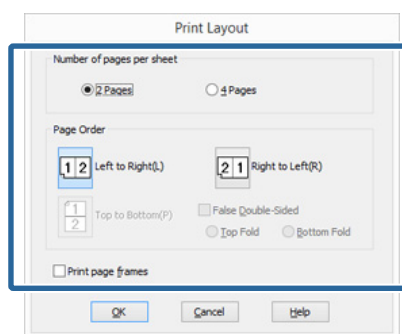 Print Layout
Number of pages per sheet
2 Pages
4 Pages
Page Order
1 2 Left to Right(L)
2 1 Right to Left(R)
1
2
Top to Bottom(P)
False Double-Sided
Top Fold
Bottom Fold
Print page frames
OK
Cancel
Help